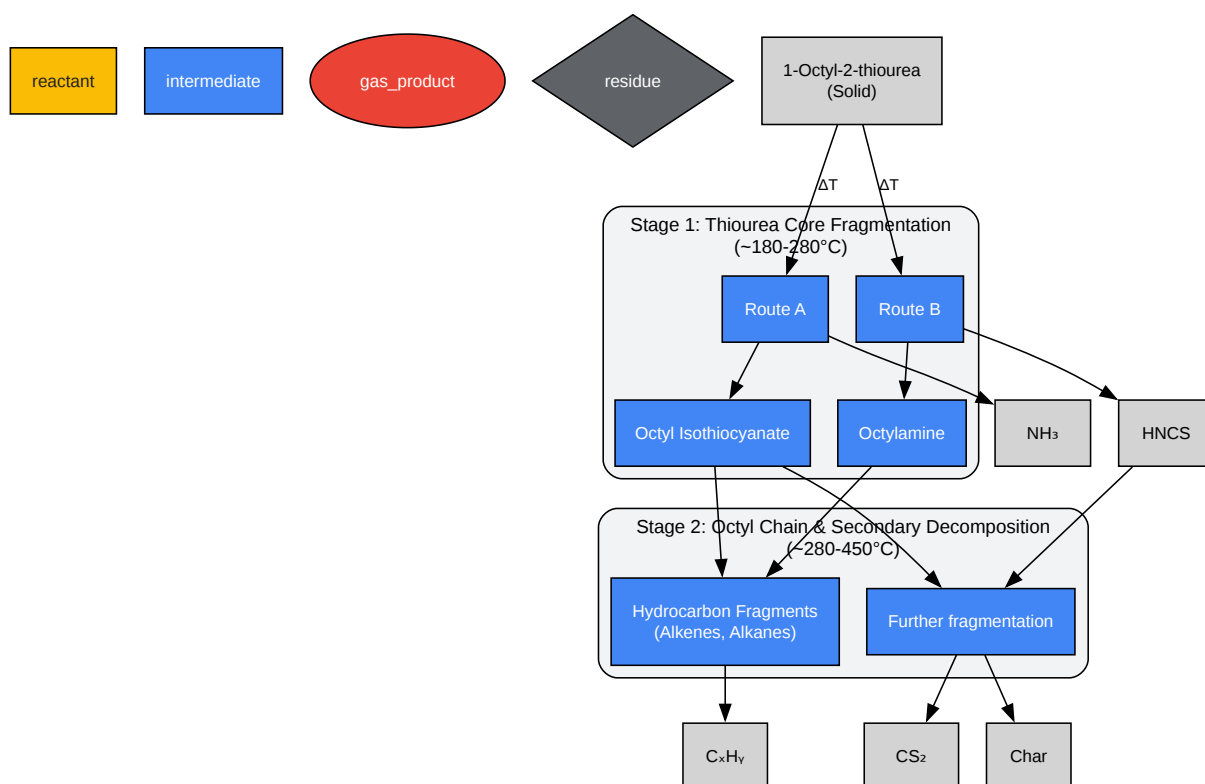 reactant
intermediate
gas_product
residue
1-Octyl-2-thiourea
(Solid)
ΔT
ΔT
Stage 1: Thiourea Core Fragmentation
(~180-280°C)
Route A
Route B
Octyl Isothiocyanate
Octylamine
NH₃
HNCS
Stage 2: Octyl Chain & Secondary Decomposition
(~280-450°C)
Hydrocarbon Fragments
(Alkenes, Alkanes)
Further fragmentation
CₓHᵧ
CS₂
Char